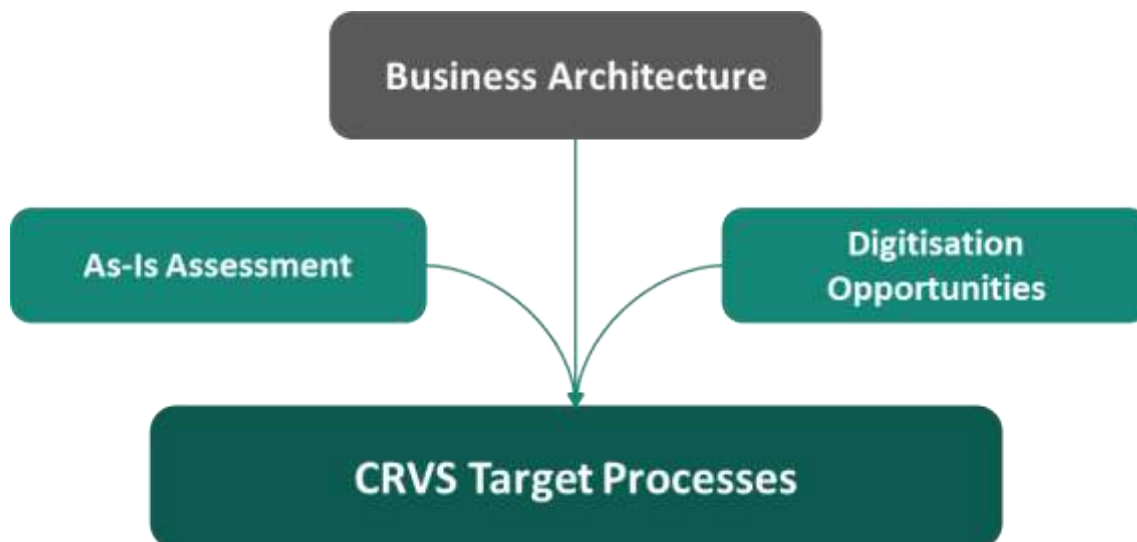 Business Architecture
As-Is Assessment
Digitisation
Opportunities
CRVS Target Processes